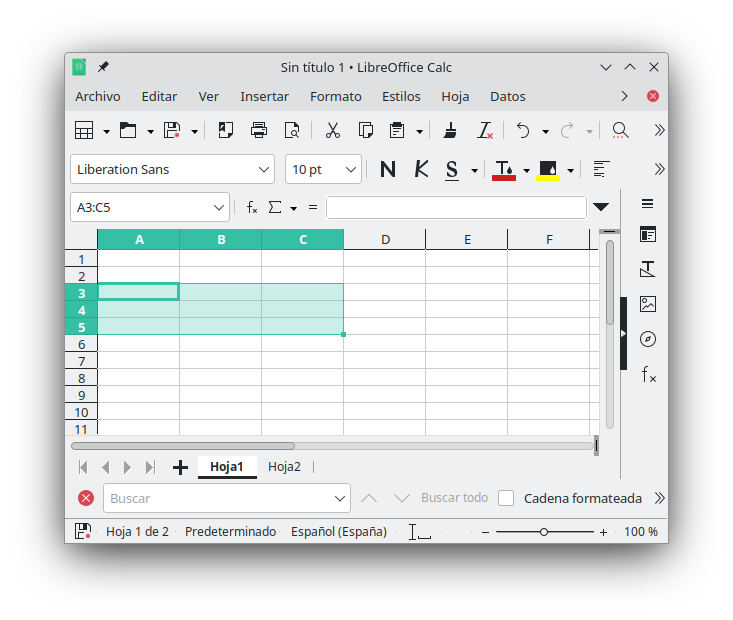 Sin título 1 • LibreOffice Calc
Archivo Editar Ver Insertar Formato Estilos Hoja Datos
Liberation Sans 10 pt N K S
A3:C5 fx Σ =
A B C D E F
1
2
3
4
5
6
7
8
9
10
11
Hoja1 Hoja2
Buscar Buscar todo Cadena formateada
Hoja 1 de 2 Predeterminado Español (España) 100 %